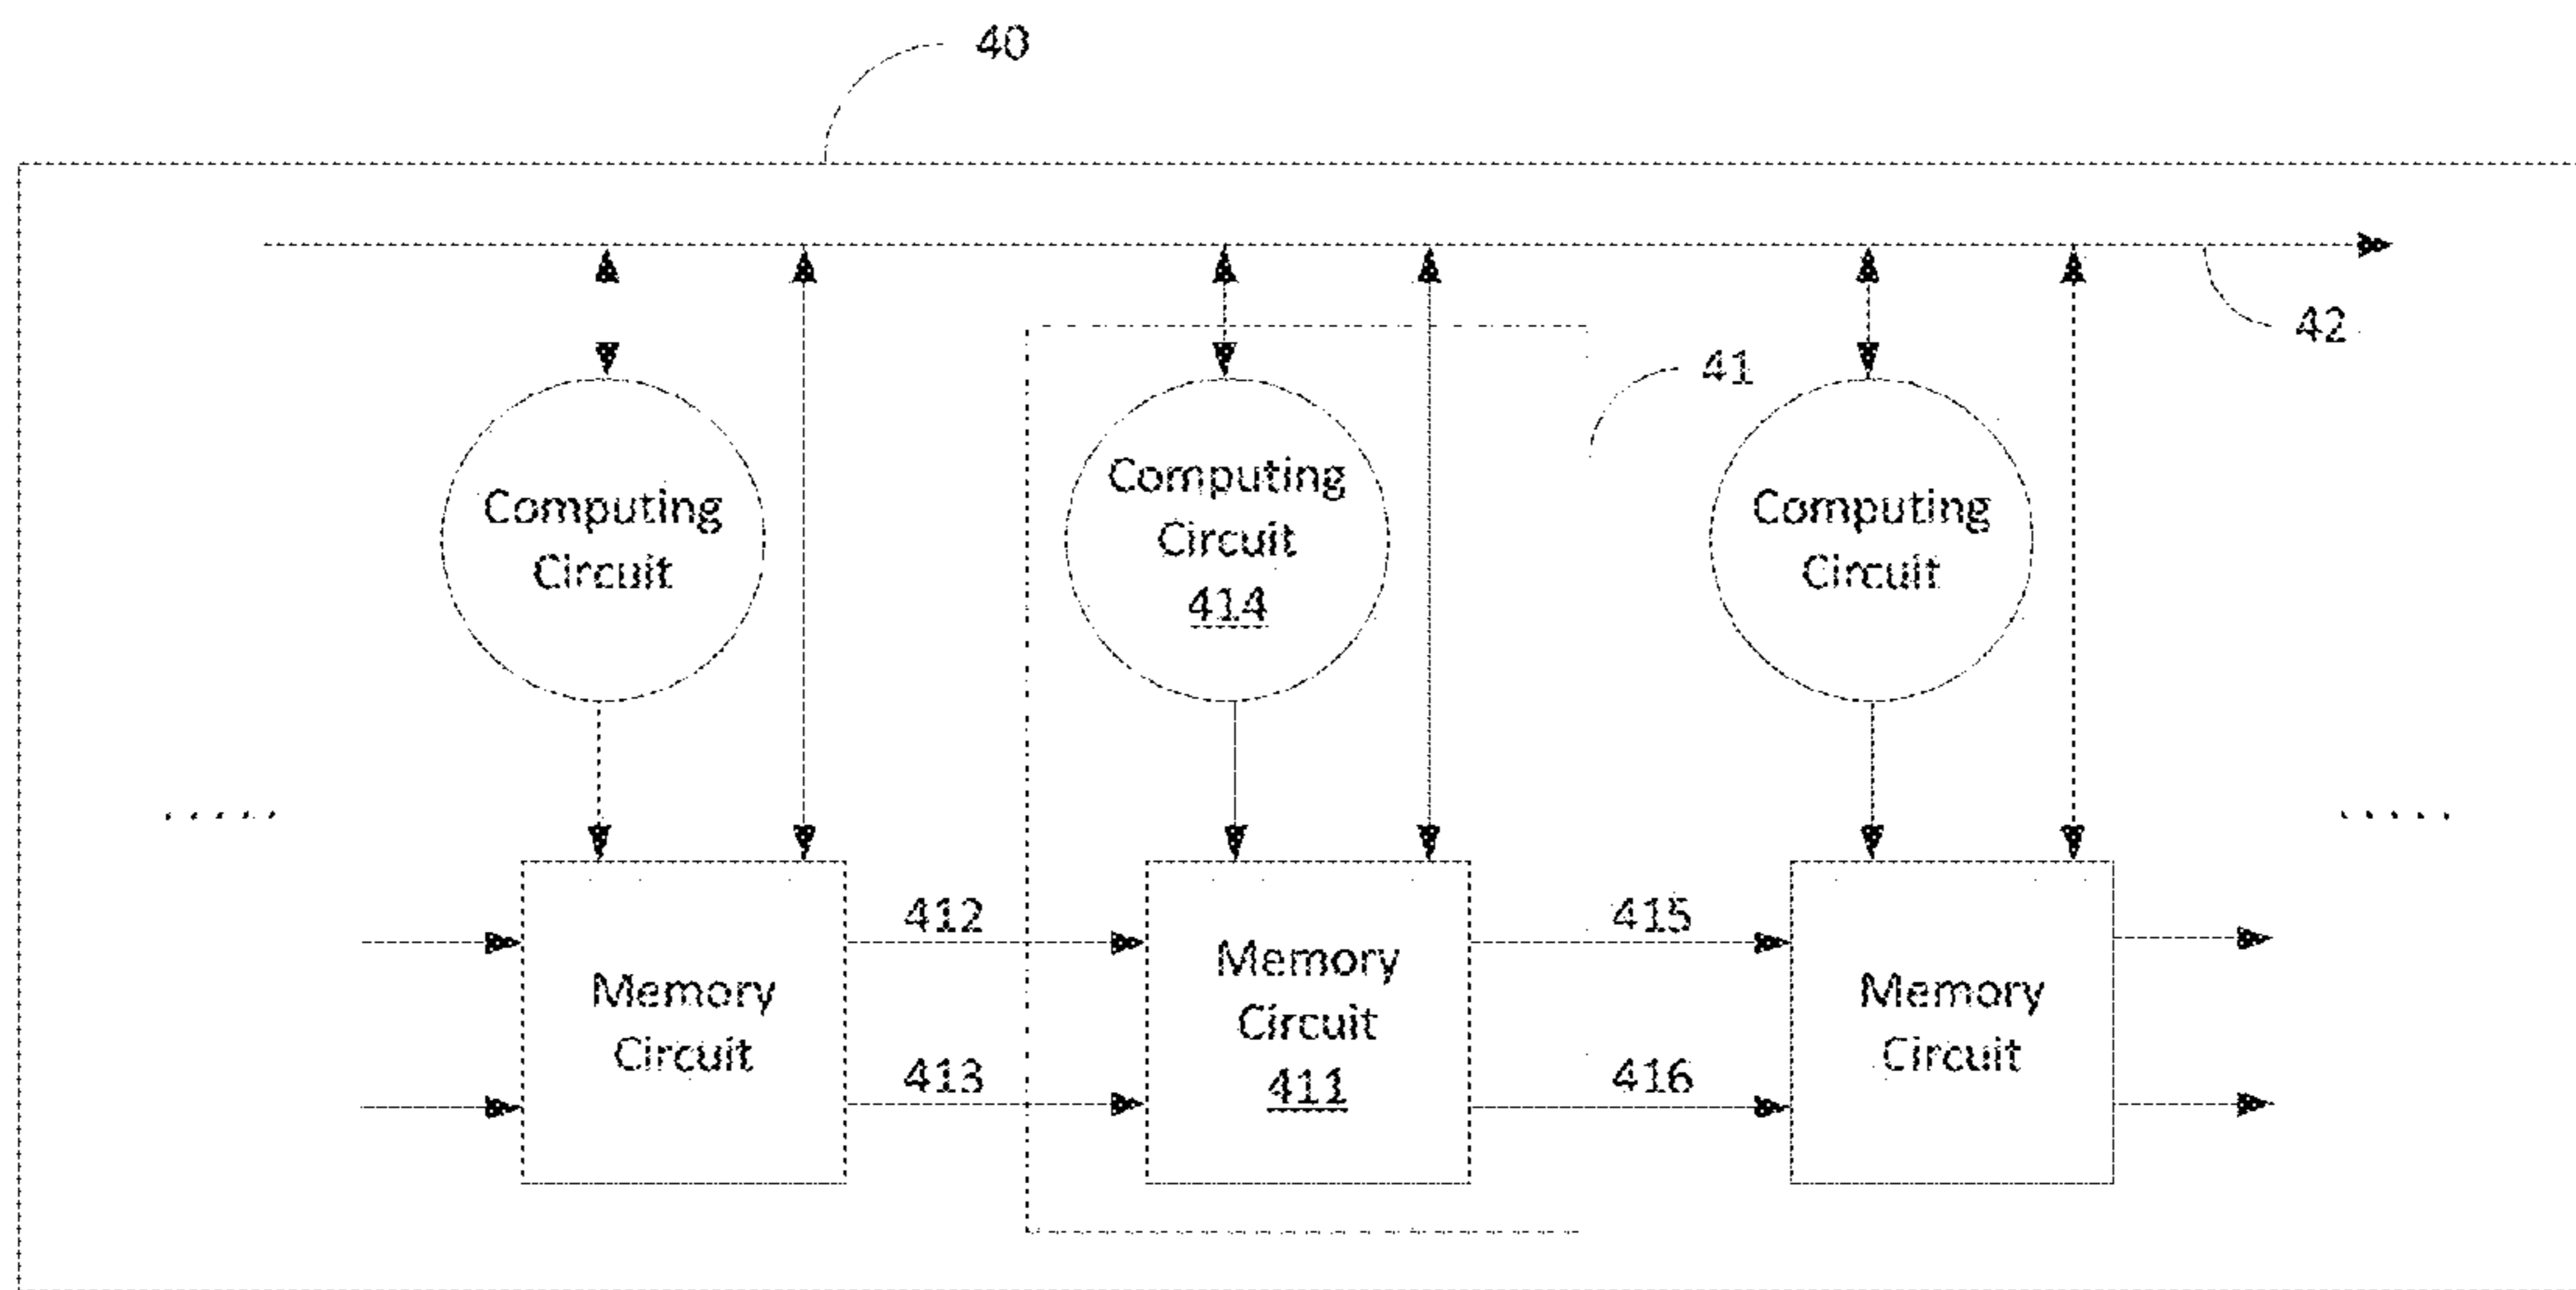 40
42
41
Computing
Circuit
Computing
Circuit
414
Computing
Circuit
.....
.....
412
415
Memory
Circuit
Memory
Circuit
411
Memory
Circuit
413
416